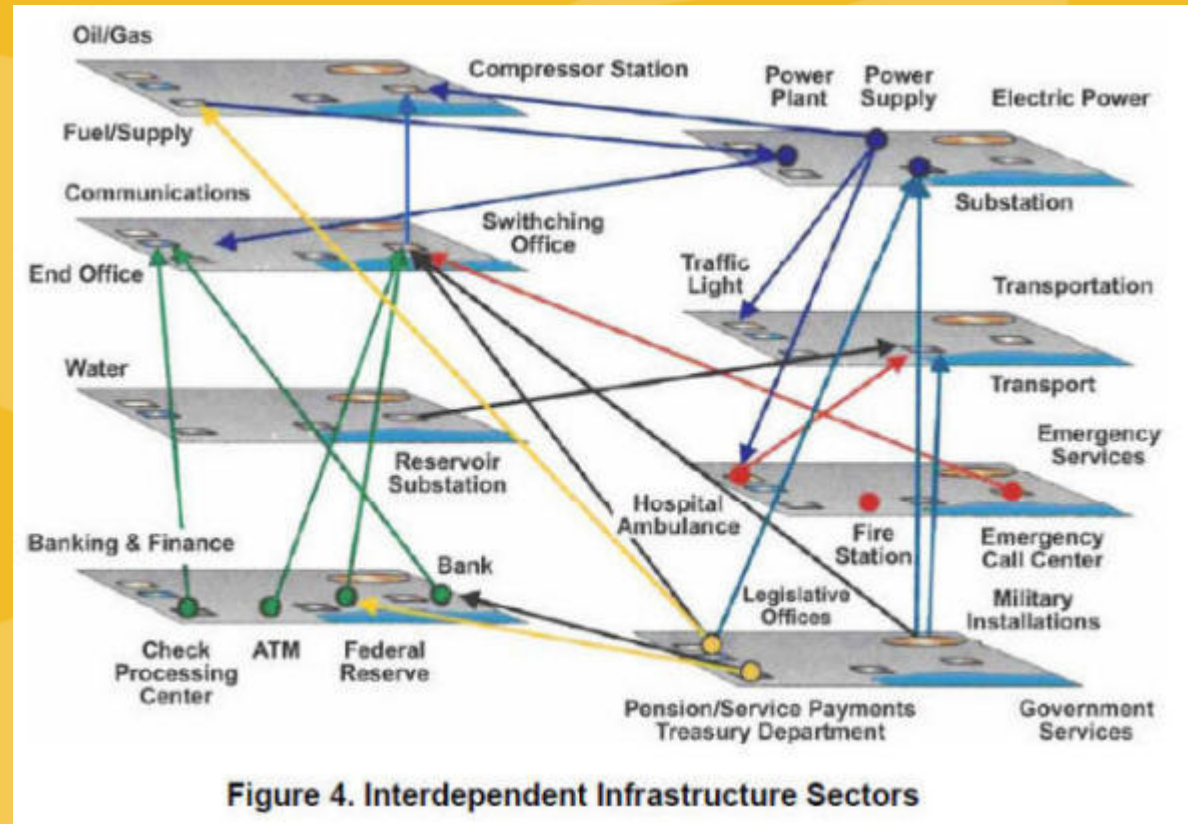 Oil/Gas
Compressor Station
Power
Plant
Power
Supply
Electric Power
Fuel/Supply
Communications
Swithching
Office
Substation
End Office
Traffic
Light
Transportation
Water
Transport
Reservoir
Substation
Emergency
Services
Hospital
Ambulance
Fire
Station
Emergency
Call Center
Banking & Finance
Bank
Legislative
Offices
Military
Installations
Check
Processing
Center
ATM
Federal
Reserve
Pension/Service Payments
Treasury Department
Government
Services
Figure 4. Interdependent Infrastructure Sectors